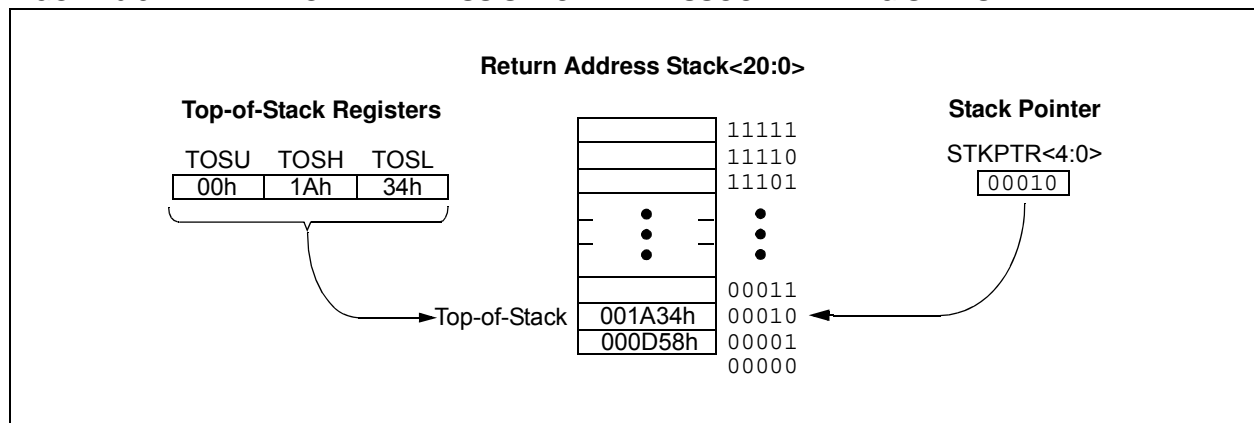 Return Address Stack<20:0>
Top-of-Stack Registers
Stack Pointer
TOSU TOSH TOSL
STKPTR<4:0>
00h 1Ah 34h
00010
11111
11110
11101
00011
Top-of-Stack 001A34h 00010
000D58h 00001
00000